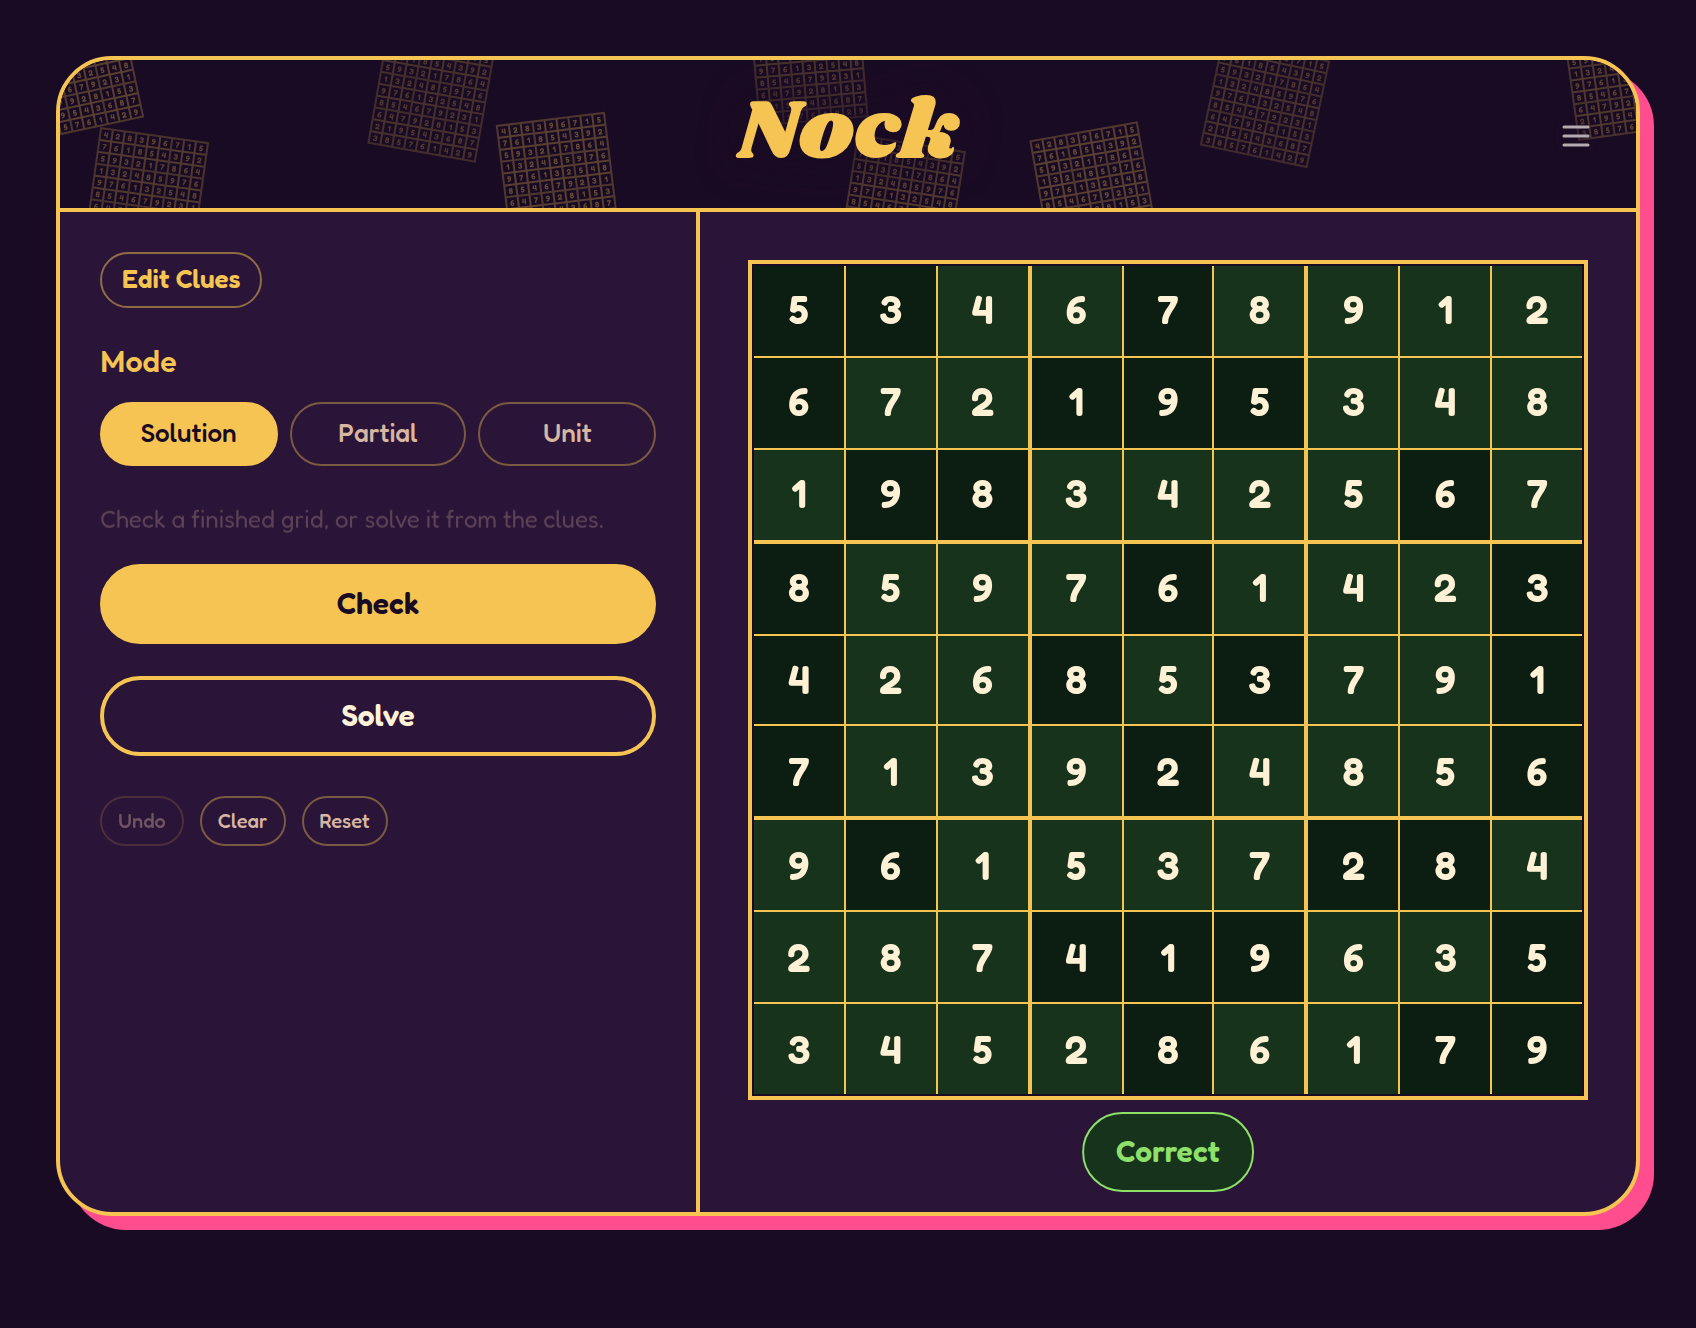 Nock
Edit Clues
Mode
Solution Partial Unit
Check a finished grid, or solve it from the clues.
Check
Solve
Undo Clear Reset
5 3 4 6 7 8 9 1 2
6 7 2 1 9 5 3 4 8
1 9 8 3 4 2 5 6 7
8 5 9 7 6 1 4 2 3
4 2 6 8 5 3 7 9 1
7 1 3 9 2 4 8 5 6
9 6 1 5 3 7 2 8 4
2 8 7 4 1 9 6 3 5
3 4 5 2 8 6 1 7 9
Correct